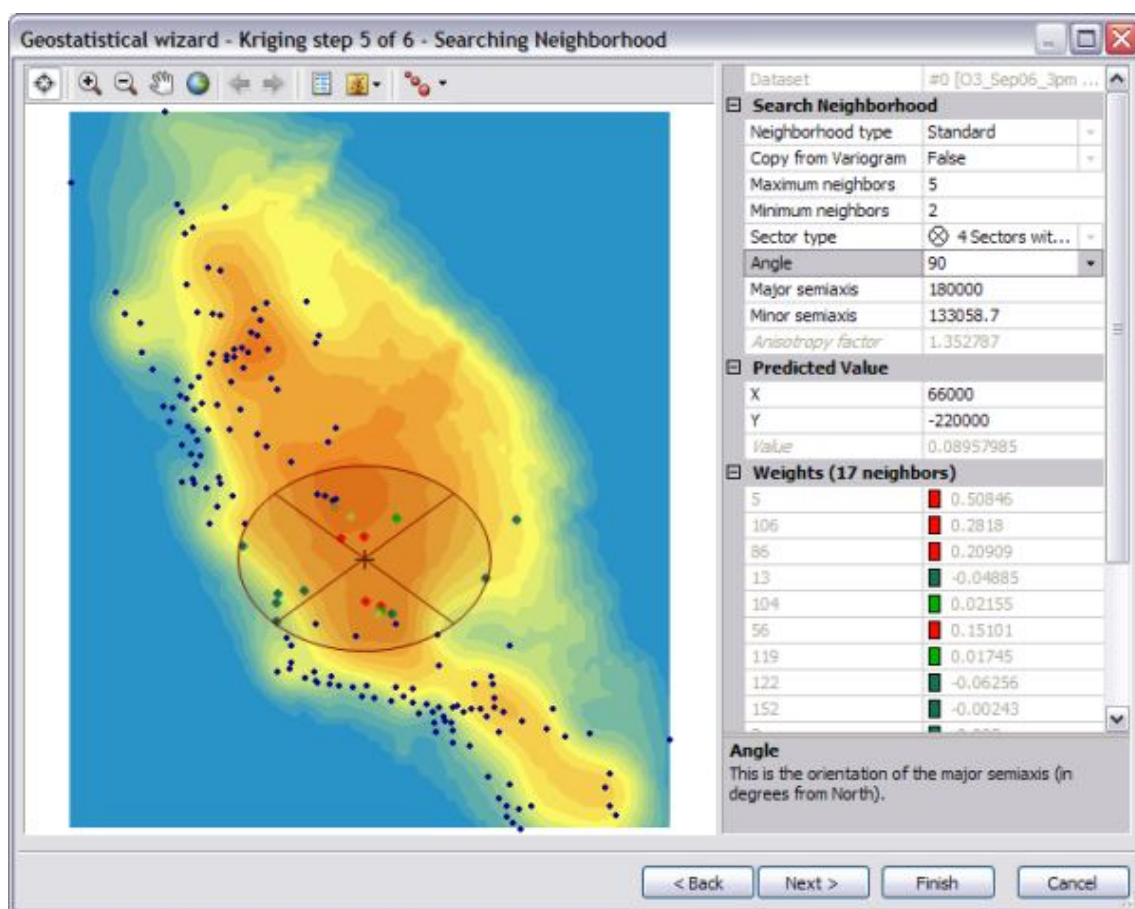 Geostatistical wizard - Kriging step 5 of 6 - Searching Neighborhood
Dataset #0 [O3_Sep06_3pm ...
Search Neighborhood
Neighborhood type Standard
Copy from Variogram False
Maximum neighbors 5
Minimum neighbors 2
Sector type 4 Sectors wit...
Angle 90
Major semiaxis 180000
Minor semiaxis 133058.7
Anisotropy factor 1.352787
Predicted Value
X 66000
Y -220000
Value 0.08957985
Weights (17 neighbors)
5 0.50846
106 0.2818
86 0.20909
13 -0.04885
104 0.02155
56 0.15101
119 0.01745
122 -0.06256
152 -0.00243
Angle
This is the orientation of the major semiaxis (in
degrees from North).
< Back Next > Finish Cancel